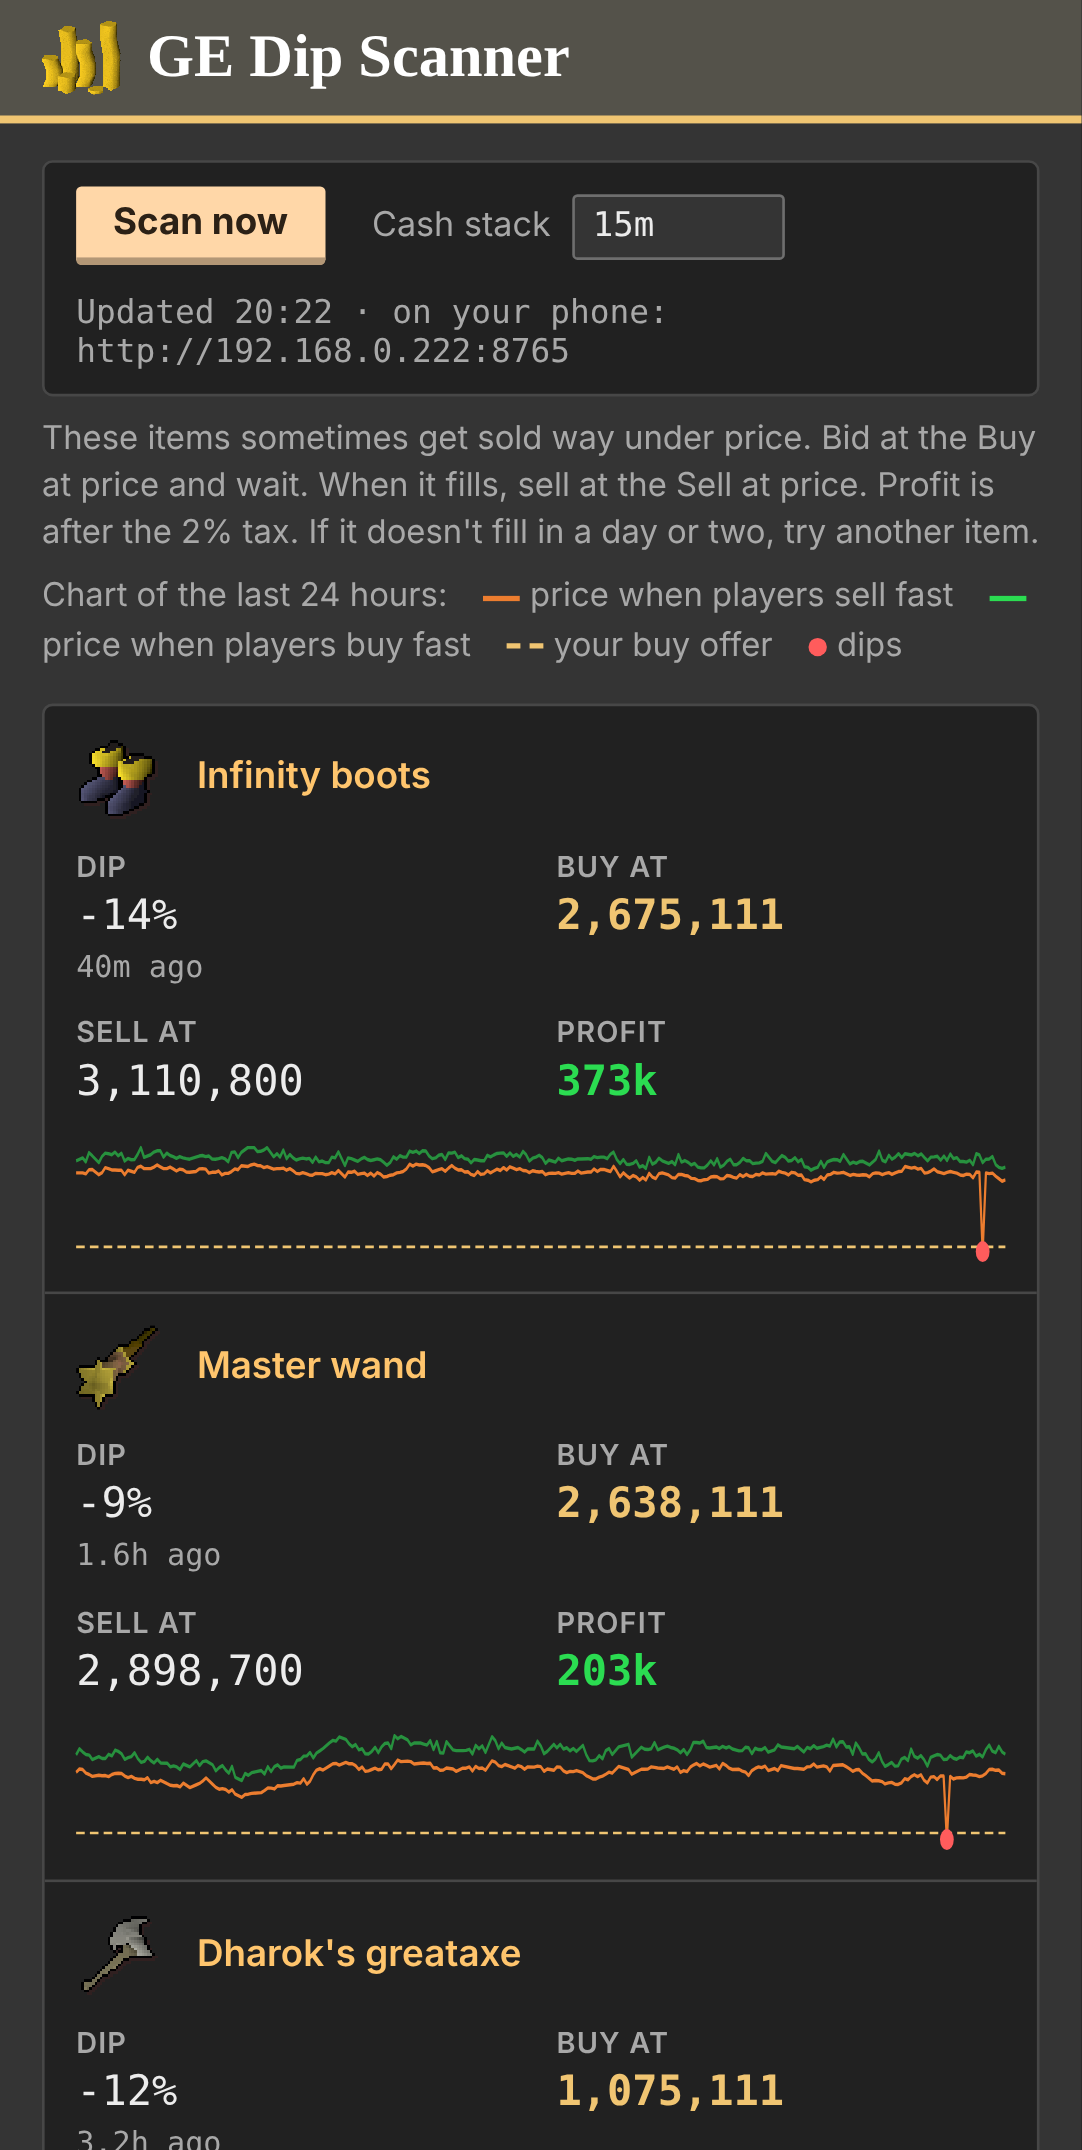 GE Dip Scanner
Scan now
Cash stack
15m
Updated 20:22 · on your phone:
http://192.168.0.222:8765
These items sometimes get sold way under price. Bid at the Buy
at price and wait. When it fills, sell at the Sell at price. Profit is
after the 2% tax. If it doesn't fill in a day or two, try another item.
Chart of the last 24 hours: price when players sell fast
price when players buy fast your buy offer dips
Infinity boots
DIP
-14%
40m ago
BUY AT
2,675,111
SELL AT
3,110,800
PROFIT
373k
Master wand
DIP
-9%
1.6h ago
BUY AT
2,638,111
SELL AT
2,898,700
PROFIT
203k
Dharok's greataxe
DIP
-12%
3.2h ago
BUY AT
1,075,111